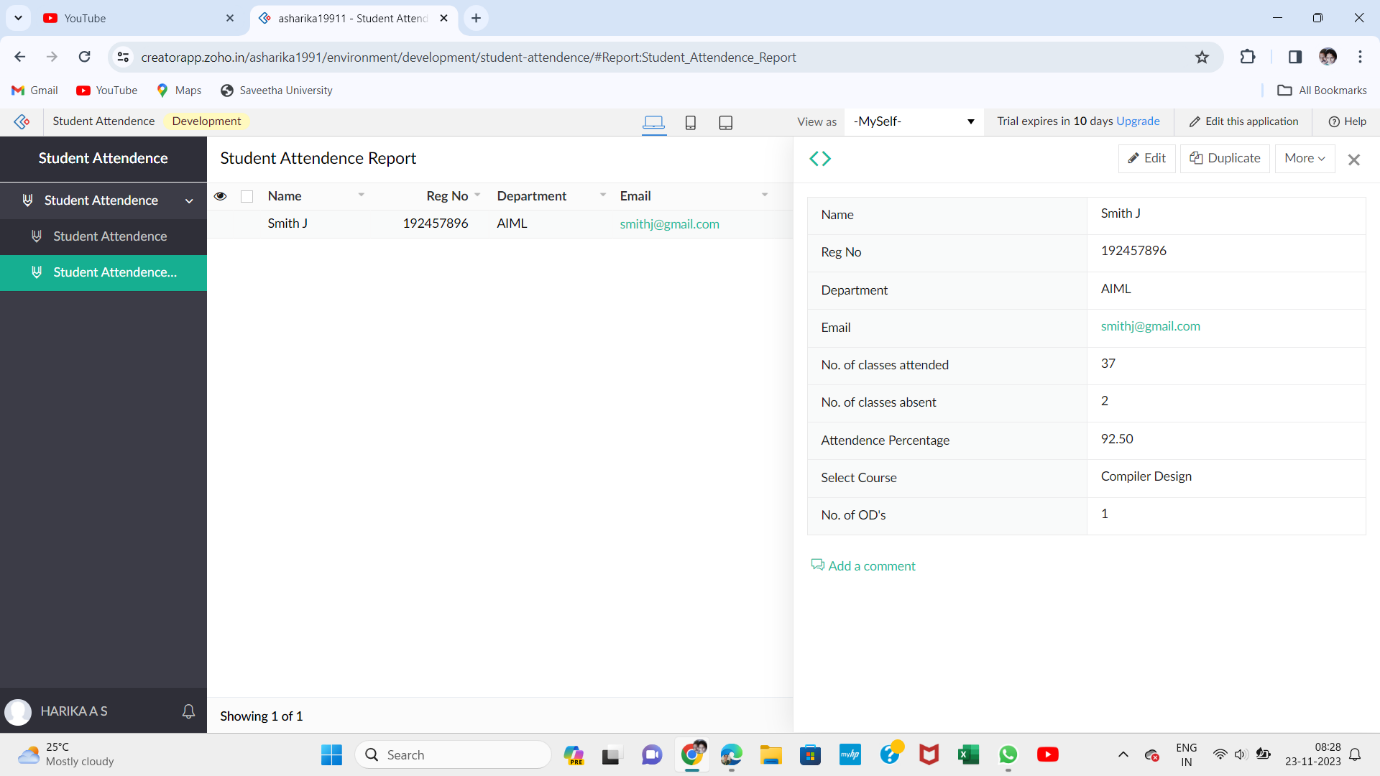 YouTube
asharika19911 - Student Attend
creatorapp.zoho.in/asharika1991/environment/development/student-attendence/#Report:Student_Attendence_Report
Gmail YouTube Maps Saveetha University All Bookmarks
Student Attendence Development View as -MySelf- Trial expires in 10 days Upgrade Edit this application Help
Student Attendence
Student Attendence
Student Attendence
Student Attendence...
HARIKA A S
Student Attendence Report
Name Reg No Department Email
Smith J 192457896 AIML smithj@gmail.com
Showing 1 of 1
Edit Duplicate More
Name Smith J
Reg No 192457896
Department AIML
Email smithj@gmail.com
No. of classes attended 37
No. of classes absent 2
Attendence Percentage 92.50
Select Course Compiler Design
No. of OD's 1
Add a comment
25°C
Mostly cloudy
Search
PRE
myhp
ENG
IN
08:28
23-11-2023